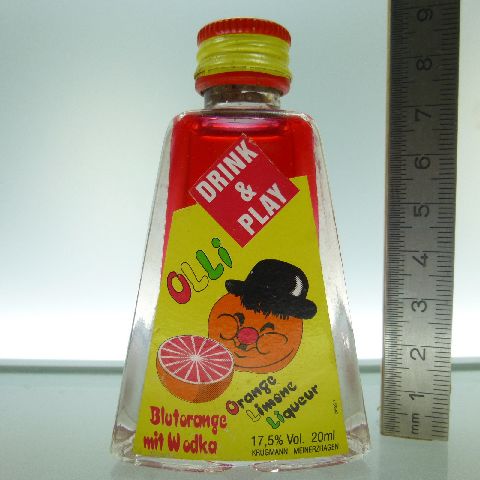 DRINK
&
PLAY
OLLi
Orange
Limone
Liqueur
Blutorange
mit Wodka
17,5% Vol. 20ml
KRUGMANN MEINERZHAGEN
9
8
7
6
5
4
3
2
1
mm